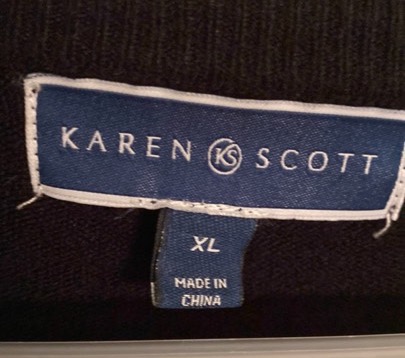 KAREN KS SCOTT
XL
MADE IN
CHINA